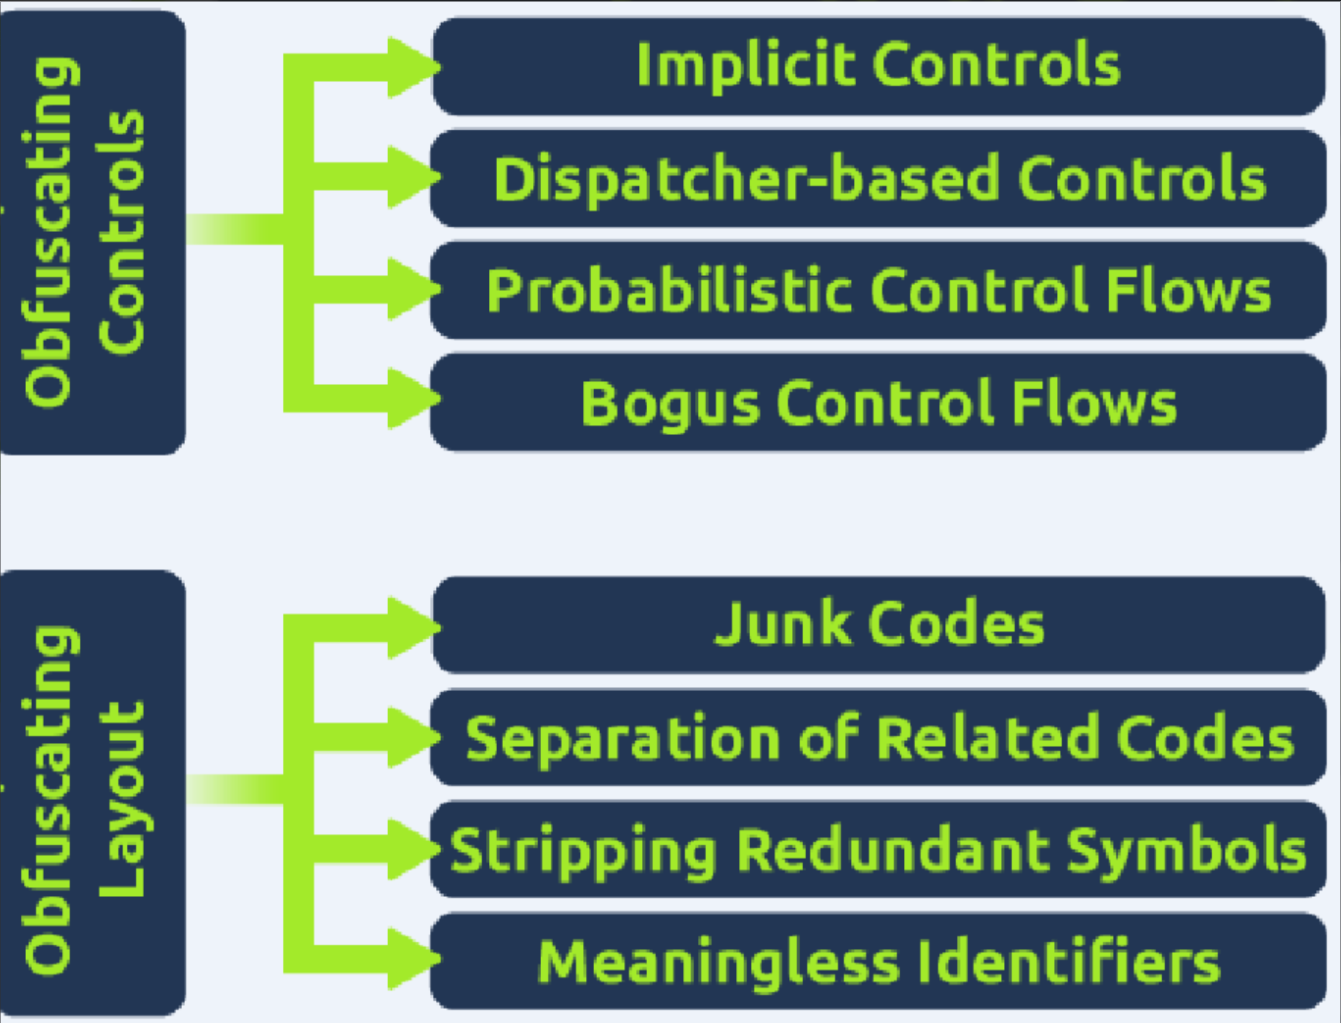 Obfuscating
Controls
Implicit Controls
Dispatcher-based Controls
Probabilistic Control Flows
Bogus Control Flows
Obfuscating
Layout
Junk Codes
Separation of Related Codes
Stripping Redundant Symbols
Meaningless Identifiers